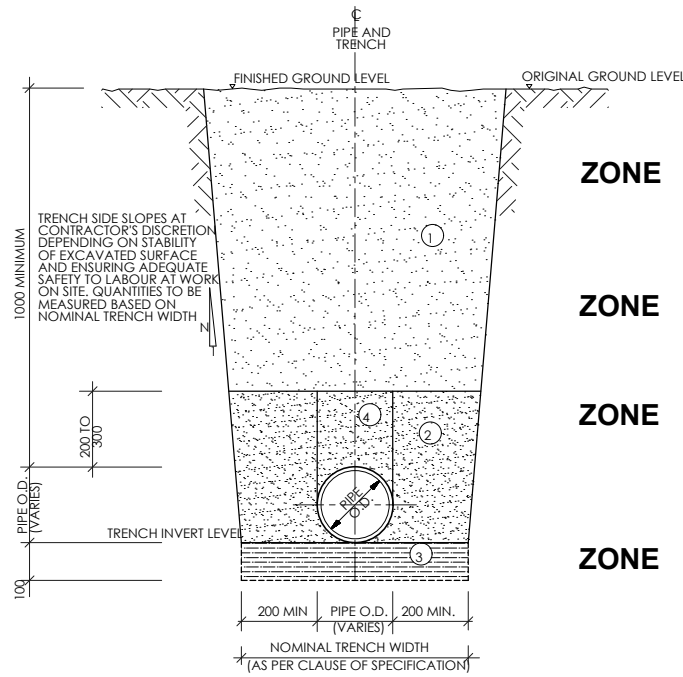 ℄
PIPE AND
TRENCH
FINISHED GROUND LEVEL
ORIGINAL GROUND LEVEL
ZONE
1
TRENCH SIDE SLOPES AT
CONTRACTOR'S DISCRETION
DEPENDING ON STABILITY
OF EXCAVATED SURFACE
AND ENSURING ADEQUATE
SAFETY TO LABOUR AT WORK
ON SITE. QUANTITIES TO BE
MEASURED BASED ON
NOMINAL TRENCH WIDTH
1000 MINIMUM
N
1
ZONE
ZONE
4
2
200 TO
300
PIPE O.D.
(VARIES)
PIPE
O.D.
TRENCH INVERT LEVEL
3
ZONE
100
200 MIN
PIPE O.D.
(VARIES)
200 MIN.
NOMINAL TRENCH WIDTH
(AS PER CLAUSE OF SPECIFICATION)